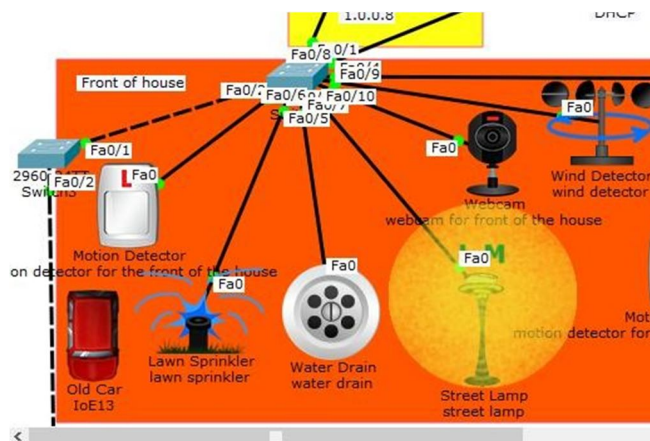 1.0.0.8
DHCP
Fa0/8
0/1
Fa0/9
Front of house
Fa0/2
Fa0/6
Fa0/10
Fa0/5
Fa0/1
Fa0
Fa0
Fa0
2960
Switch3
Fa0/2
L
Wind Detector
wind detector
Webcam
webcam for front of the house
Motion Detector
on detector for the front of the house
M
Fa0
Fa0
Fa0
Mot
motion detector for
Lawn Sprinkler
lawn sprinkler
Water Drain
water drain
Old Car
IoE13
Street Lamp
street lamp